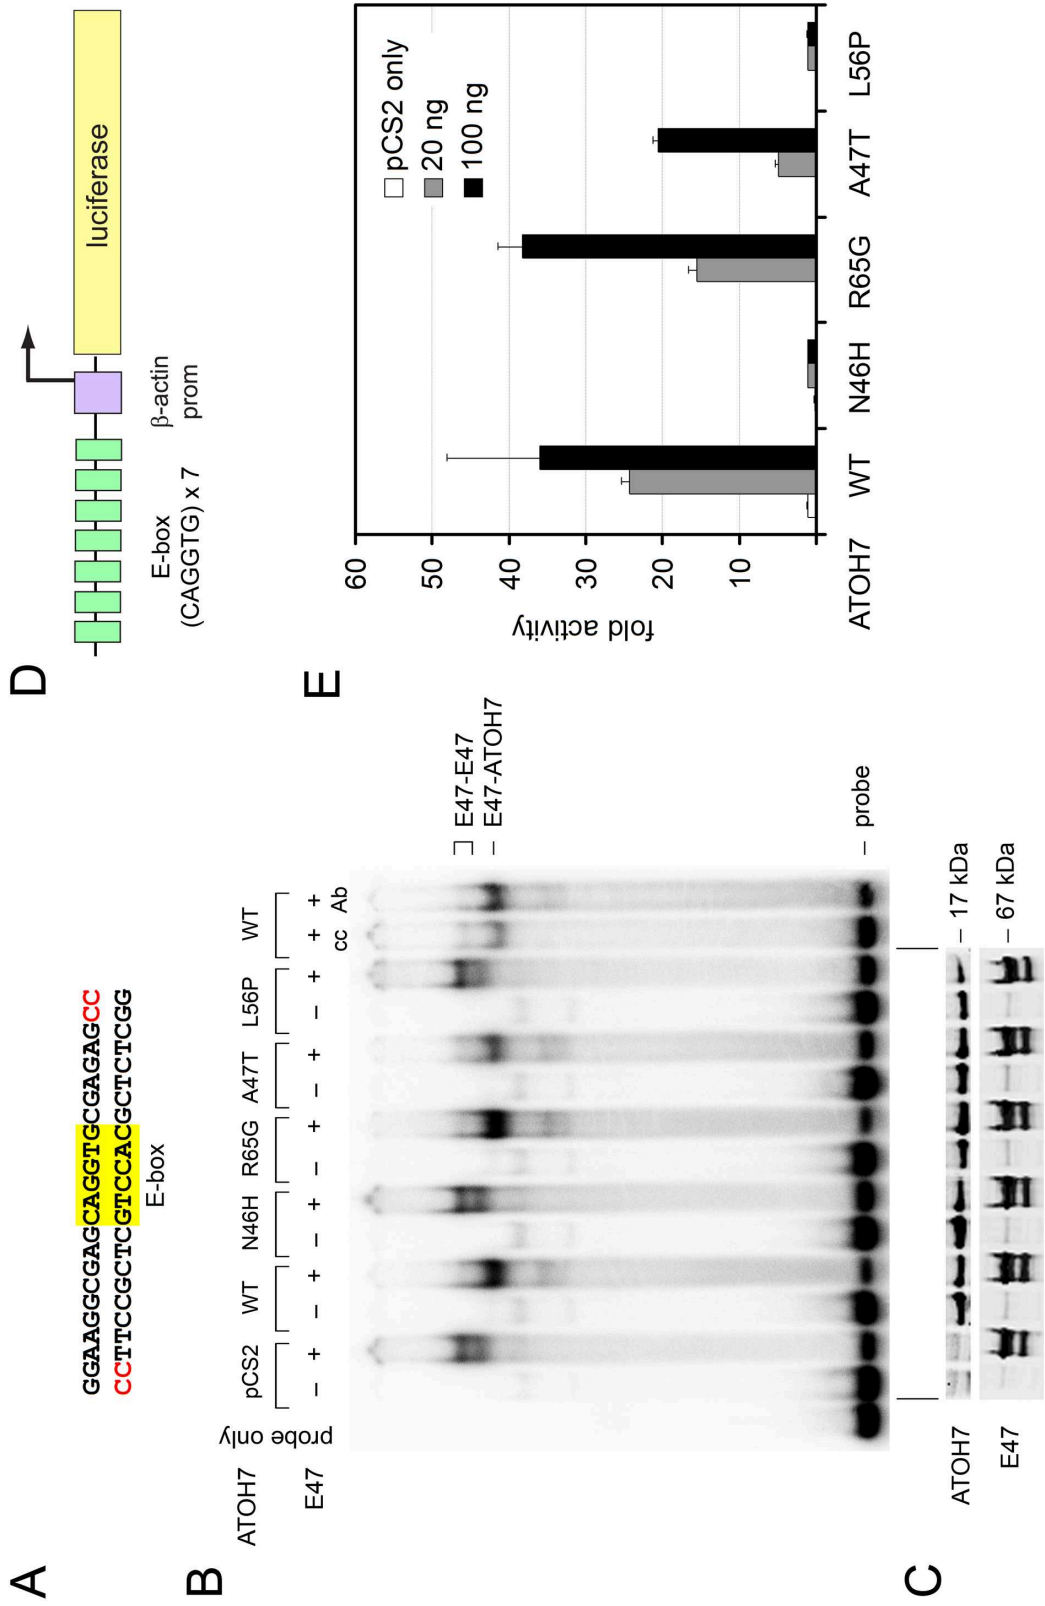 A
GGAAGGCGAGCAGGTGCGAGAGCC
CCTTCCGCTCGTCCACGCTCTCGG
E-box
B
ATOH7
pCS2
WT
N46H
R65G
A47T
L56P
WT
E47
probe only
– + – + – + – + – + – + + +
cc Ab
E47-E47
– E47-ATOH7
– probe
C
ATOH7
– 17 kDa
E47
– 67 kDa
D
luciferase
E-box
(CAGGTG) x 7
β-actin
prom
E
fold activity
60
50
40
30
20
10
pCS2 only
20 ng
100 ng
ATOH7
WT
N46H
R65G
A47T
L56P